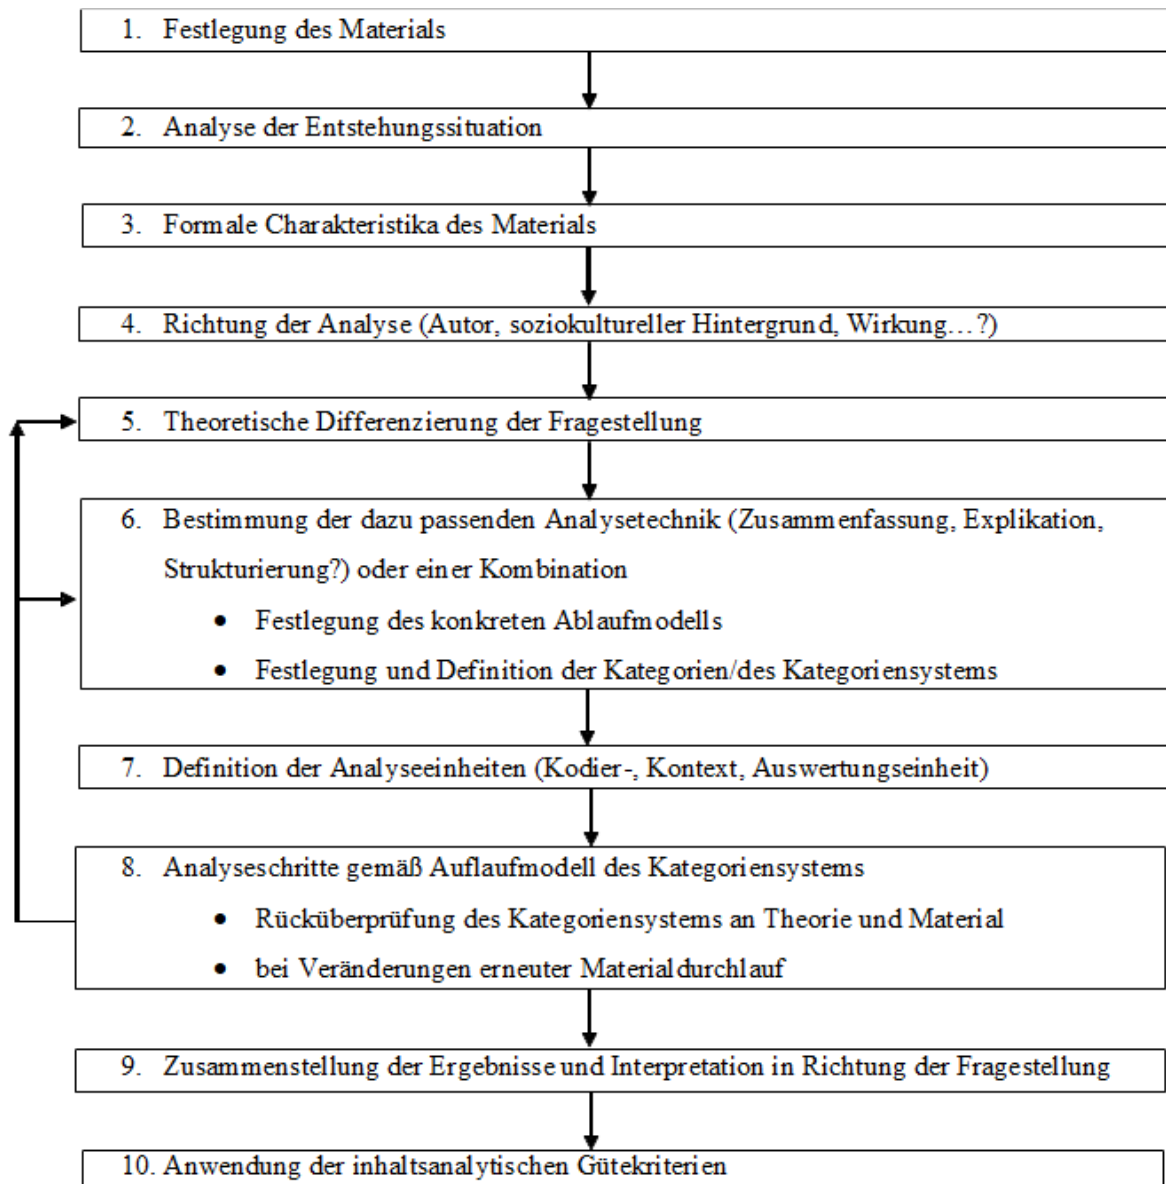 1. Festlegung des Materials
2. Analyse der Entstehungssituation
3. Formale Charakteristika des Materials
4. Richtung der Analyse (Autor, soziokultureller Hintergrund, Wirkung…?)
5. Theoretische Differenzierung der Fragestellung
6. Bestimmung der dazu passenden Analysetechnik (Zusammenfassung, Explikation,
Strukturierung?) oder einer Kombination
• Festlegung des konkreten Ablaufmodells
• Festlegung und Definition der Kategorien/des Kategoriensystems
7. Definition der Analyseeinheiten (Kodier-, Kontext, Auswertungseinheit)
8. Analyseschritte gemäß Auflaufmodell des Kategoriensystems
• Rücküberprüfung des Kategoriensystems an Theorie und Material
• bei Veränderungen erneuter Materialdurchlauf
9. Zusammenstellung der Ergebnisse und Interpretation in Richtung der Fragestellung
10. Anwendung der inhaltsanalytischen Gütekriterien